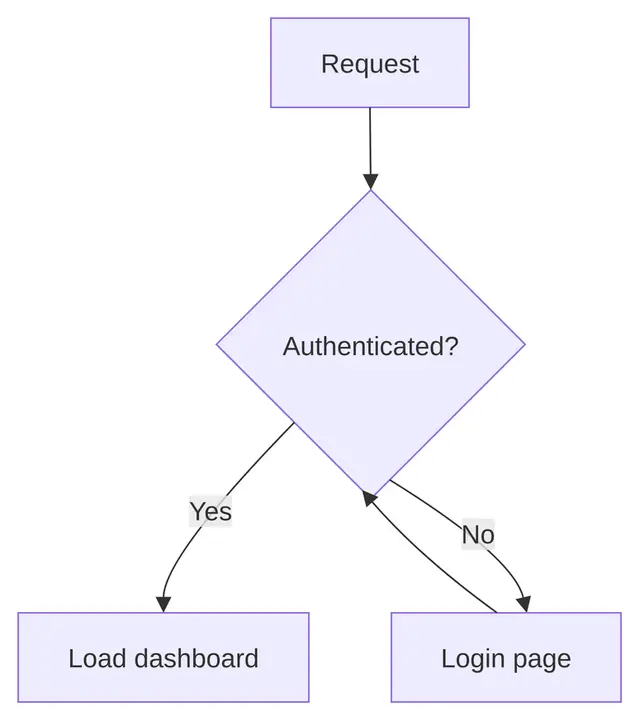 Request
Authenticated?
Yes
No
Load dashboard
Login page